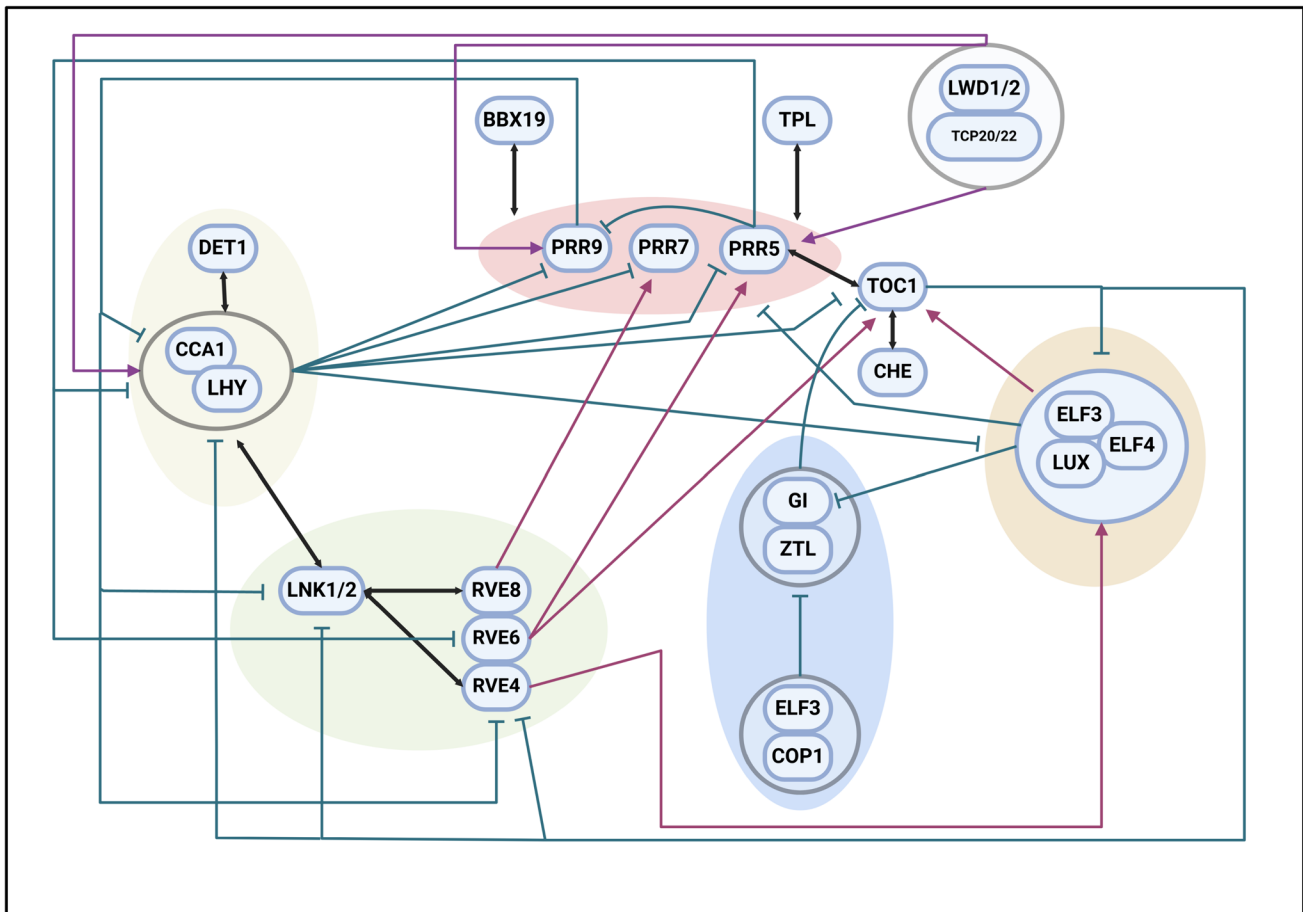 LWD1/2
TCP20/22
BBX19
TPL
DET1
PRR9
PRR7
PRR5
TOC1
CCA1
LHY
CHE
ELF3
ELF4
LUX
GI
ZTL
LNK1/2
RVE8
RVE6
RVE4
ELF3
COP1